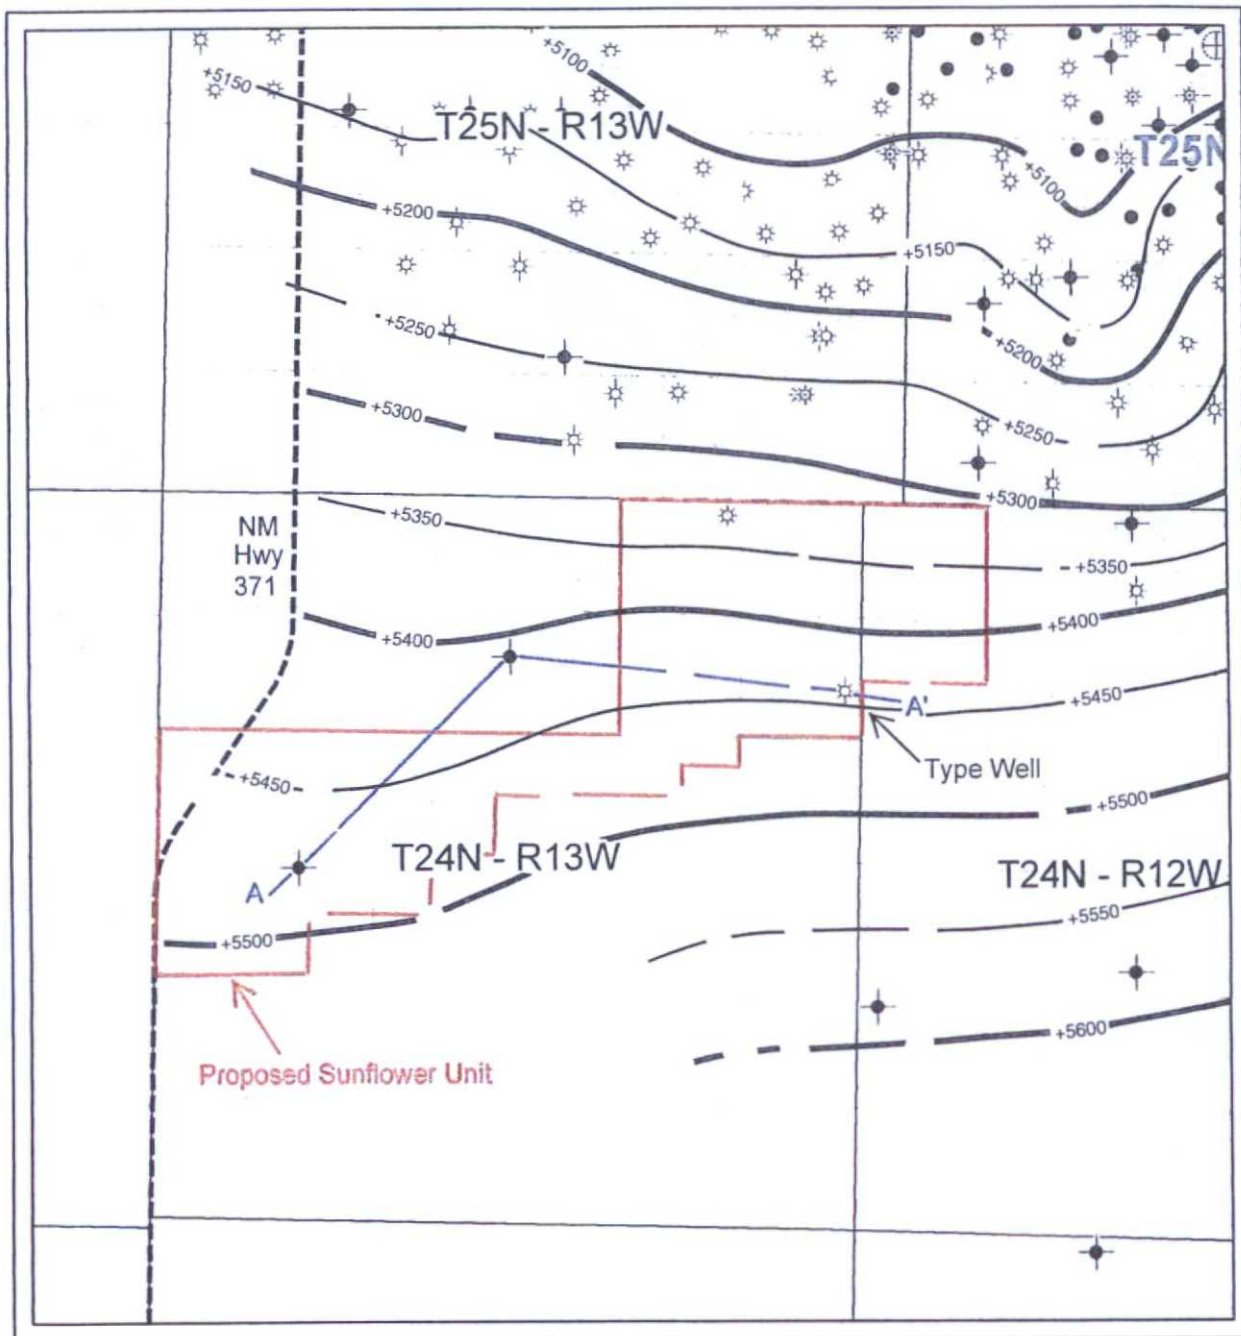 +5100
+5150
T25N - R13W
T25N
+5100
+5200
+5150
+5250
+5200
+5300
+5250
+5300
+5350
NM
Hwy
371
+5350
+5400
+5400
+5450
A'
+5450
Type Well
+5500
T24N - R13W
T24N - R12W
A
+5550
+5500
+5600
Proposed Sunflower Unit